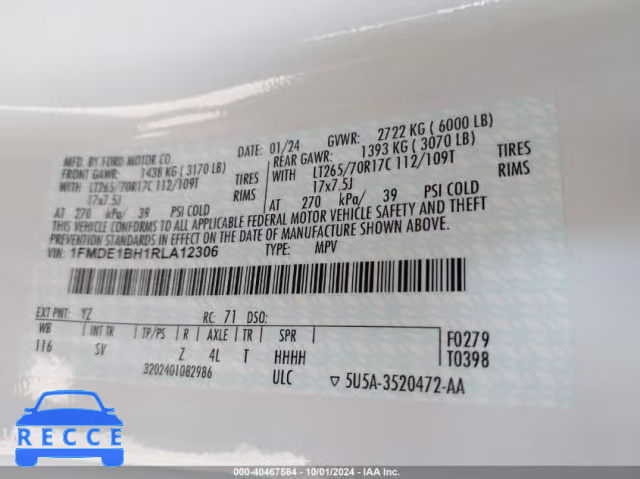 MFD. BY FORD MOTOR CO.
DATE: 01/24 GVWR: 2722 KG ( 6000 LB)
FRONT GAWR: 1438 KG ( 3170 LB) REAR GAWR: 1393 KG ( 3070 LB)
WITH LT265/70R17C 112/109T TIRES WITH LT265/70R17C 112/109T TIRES
17x7.5J RIMS 17x7.5J RIMS
AT 270 kPa/ 39 PSI COLD AT 270 kPa/ 39 PSI COLD
THIS VEHICLE CONFORMS TO ALL APPLICABLE FEDERAL MOTOR VEHICLE SAFETY AND THEFT
PREVENTION STANDARDS IN EFFECT ON THE DATE OF MANUFACTURE SHOWN ABOVE.
VIN: 1FMDE1BH1RLA12306 TYPE: MPV
EXT PNT: YZ RC: 71 DSO:
WB INT TR TP/PS R AXLE TR SPR F0279
116 SV Z 4L T HHHH T0398
3202401082986 ULC ▽ 5U5A-3520472-AA
BIDCARS.CZ
000-40467584 - 10/01/2024 - IAA Inc.